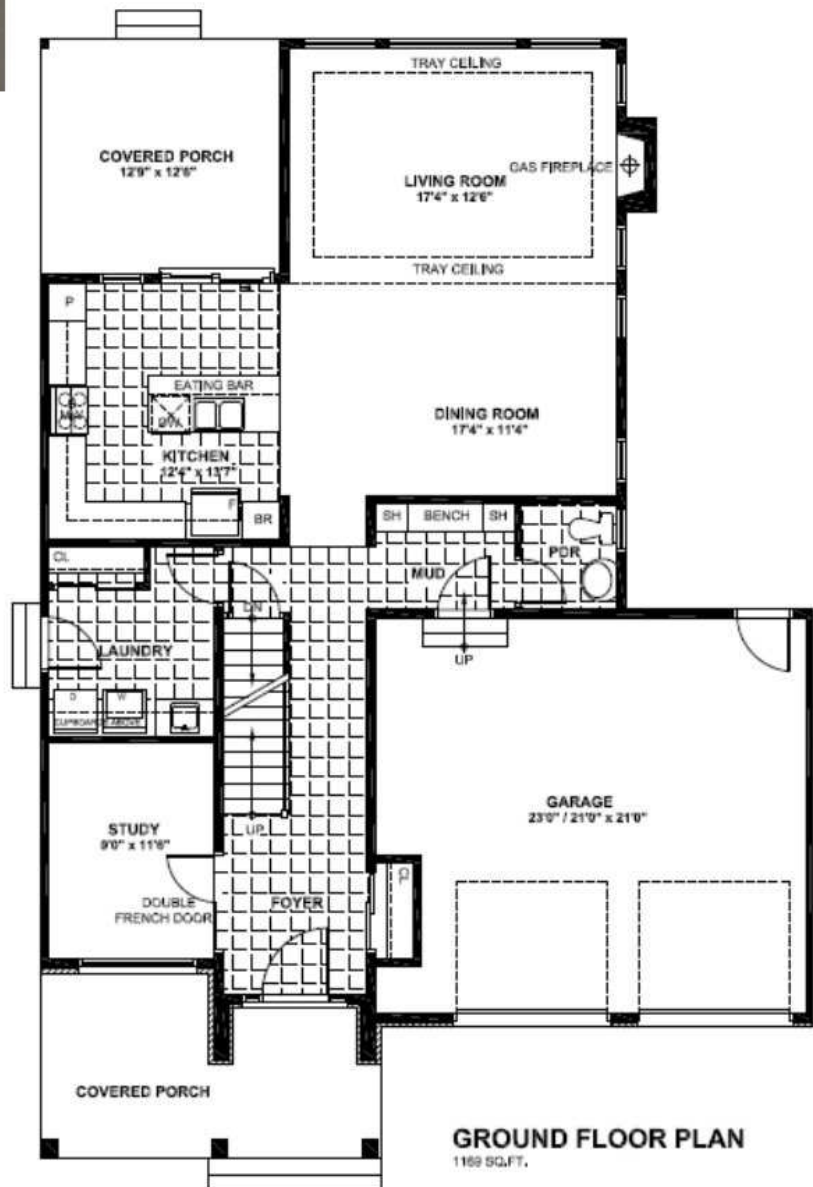 TRAY CEILING
COVERED PORCH
12'9" x 12'6"
LIVING ROOM
17'4" x 12'6"
GAS FIREPLACE
TRAY CEILING
P
EATING BAR
DW.
DINING ROOM
17'4" x 11'4"
KITCHEN
12'4" x 13'7"
F
BR
SH
BENCH
SH
CL
MUD
PDR
DN
LAUNDRY
UP
D
W
CUPBOARDS ABOVE
STUDY
9'0" x 11'6"
UP
GARAGE
23'0" / 21'0" x 21'0"
CL
DOUBLE
FRENCH DOOR
FOYER
COVERED PORCH
GROUND FLOOR PLAN
1169 SQ.FT.